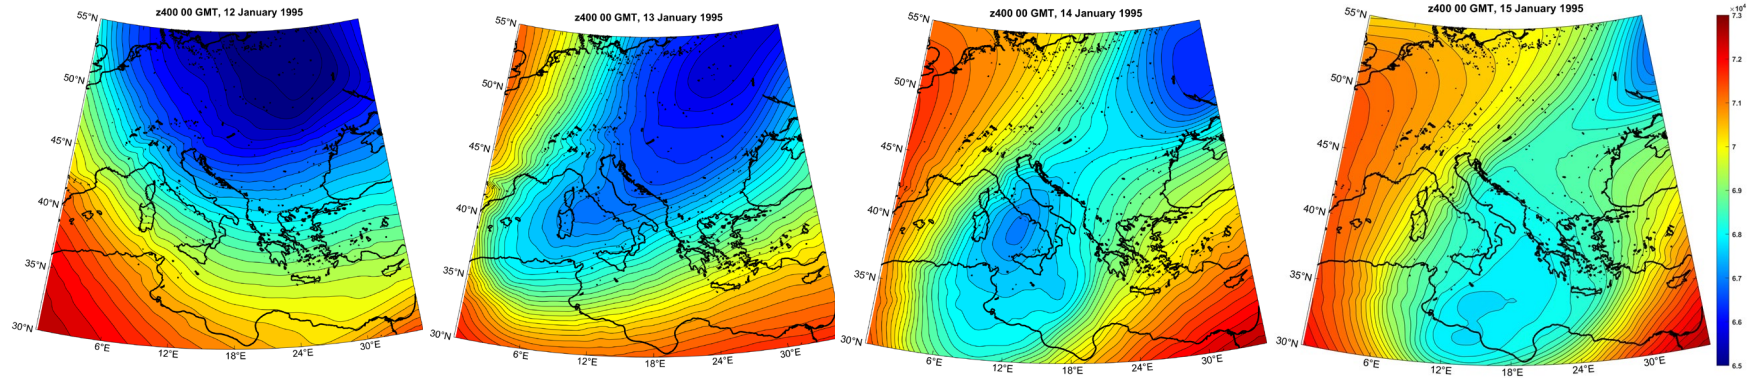 z400 00 GMT, 12 January 1995
55°N
50°N
45°N
40°N
35°N
30°N
6°E
12°E
18°E
24°E
30°E
z400 00 GMT, 13 January 1995
55°N
50°N
45°N
40°N
35°N
30°N
6°E
12°E
18°E
24°E
30°E
z400 00 GMT, 14 January 1995
55°N
50°N
45°N
40°N
35°N
30°N
6°E
12°E
18°E
24°E
30°E
z400 00 GMT, 15 January 1995
55°N
50°N
45°N
40°N
35°N
30°N
6°E
12°E
18°E
24°E
30°E
×10⁴
7.3
7.2
7.1
7
6.9
6.8
6.7
6.6
6.5